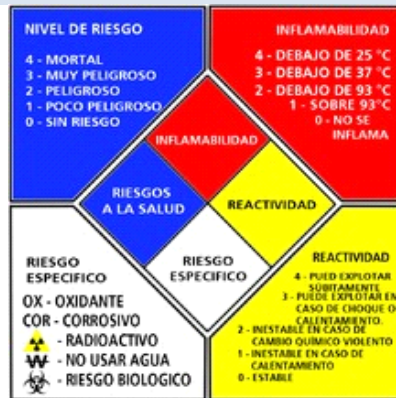 NIVEL DE RIESGO
4 - MORTAL
3 - MUY PELIGROSO
2 - PELIGROSO
1 - POCO PELIGROSO
0 - SIN RIESGO
INFLAMABILIDAD
4 - DEBAJO DE 25 °C
3 - DEBAJO DE 37 °C
2 - DEBAJO DE 93 °C
1 - SOBRE 93°C
0 - NO SE
INFLAMA
INFLAMABILIDAD
RIESGOS
A LA SALUD
REACTIVIDAD
RIESGO
ESPECIFICO
RIESGO
ESPECIFICO
OX - OXIDANTE
COR - CORROSIVO
- RADIOACTIVO
W - NO USAR AGUA
- RIESGO BIOLOGICO
REACTIVIDAD
4 - PUED EXPLOTAR
SÚBITAMENTE
3 - PUEDE EXPLOTAR EN
CASO DE CHOQUE O
CALENTAMIENTO.
2 - INESTABLE EN CASO DE
CAMBIO QUÍMICO VIOLENTO
1 - INESTABLE EN CASO DE
CALENTAMIENTO
0 - ESTABLE